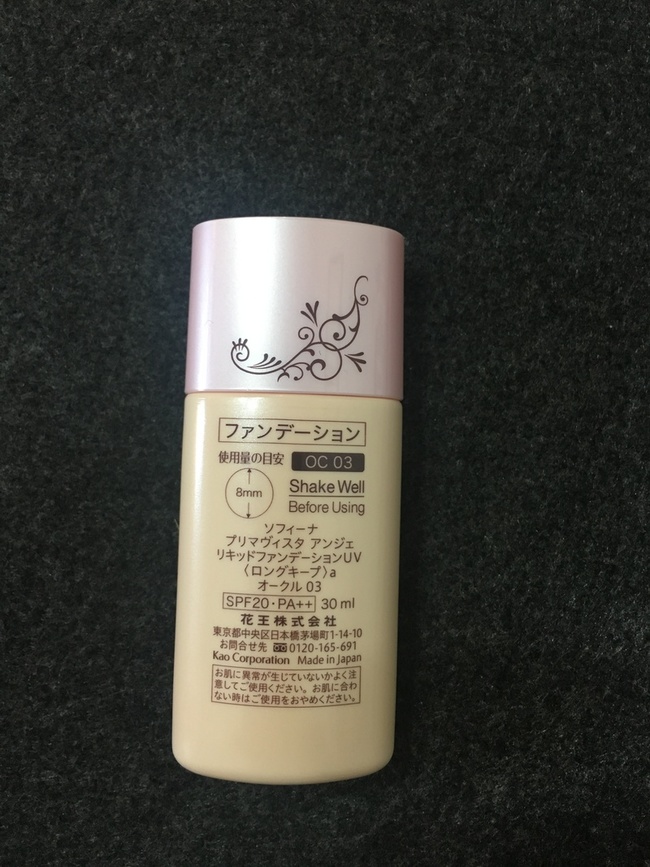 ファンデーション
使用量の目安 OC 03
8mm
Shake Well
Before Using
ソフィーナ
プリマヴィスタ アンジェ
リキッドファンデーションUV
〈ロングキープ〉a
オークル 03
SPF20・PA++ 30 ml
花王株式会社
東京都中央区日本橋茅場町1-14-10
お問合せ先 0120-165-691
Kao Corporation Made in Japan
お肌に異常が生じていないかよく注
意してご使用ください。お肌に合わ
ない時はご使用をおやめください。